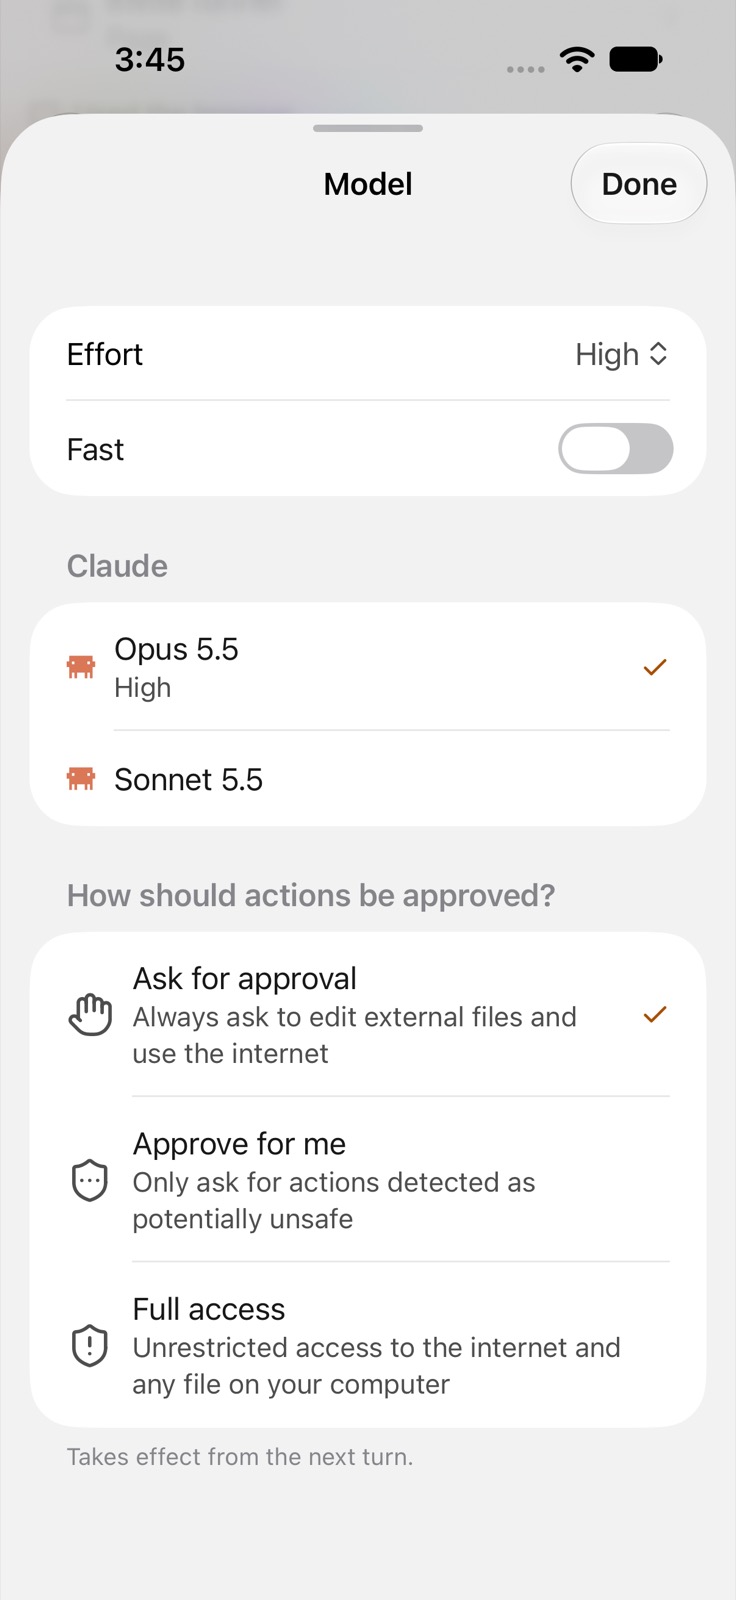 3:45
Model
Done
Effort
High
Fast
Claude
Opus 5.5
High
Sonnet 5.5
How should actions be approved?
Ask for approval
Always ask to edit external files and
use the internet
Approve for me
Only ask for actions detected as
potentially unsafe
Full access
Unrestricted access to the internet and
any file on your computer
Takes effect from the next turn.